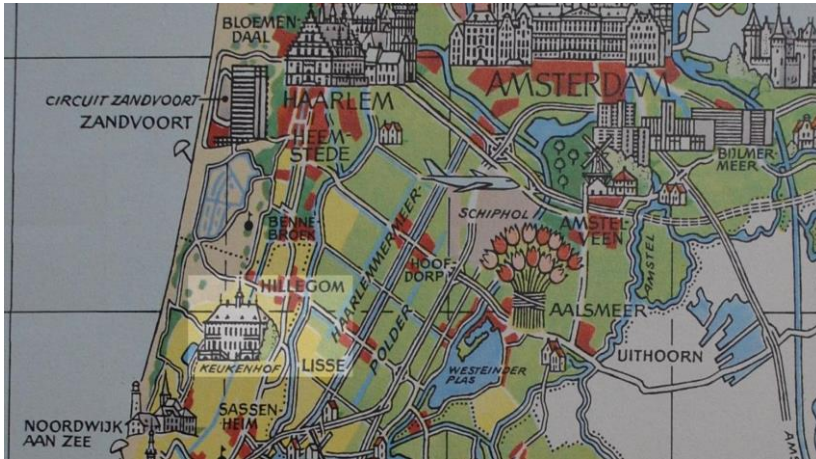 BLOEMEN-
DAAL
CIRCUIT ZANDVOORT
ZANDVOORT
HAARLEM
AMSTERDAM
HEEM-
STEDE
BIJLMER-
MEER
SCHIPHOL
AMSTEL-
VEEN
AMSTEL
BENNE-
BROEK
HAARLEMMERMEER-
POLDER
HOOF-
DORP
HILLEGOM
AALSMEER
KEUKENHOF
LISSE
WESTEINDER
PLAS
UITHOORN
SASSEN-
HEIM
NOORDWIJK
AAN ZEE
AMS